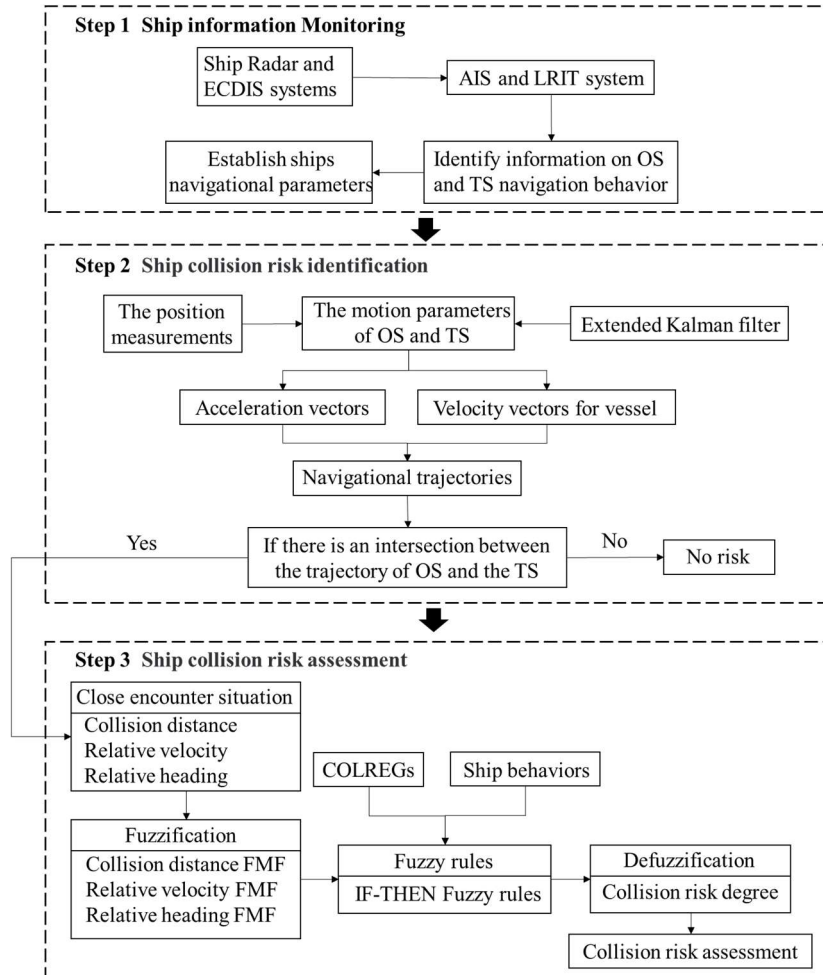 Step 1 Ship information Monitoring
Ship Radar and
ECDIS systems
AIS and LRIT system
Establish ships
navigational parameters
Identify information on OS
and TS navigation behavior
Step 2 Ship collision risk identification
The position
measurements
The motion parameters
of OS and TS
Extended Kalman filter
Acceleration vectors
Velocity vectors for vessel
Navigational trajectories
Yes
If there is an intersection between
the trajectory of OS and the TS
No
No risk
Step 3 Ship collision risk assessment
Close encounter situation
Collision distance
Relative velocity
Relative heading
COLREGs
Ship behaviors
Fuzzification
Collision distance FMF
Relative velocity FMF
Relative heading FMF
Fuzzy rules
IF-THEN Fuzzy rules
Defuzzification
Collision risk degree
Collision risk assessment